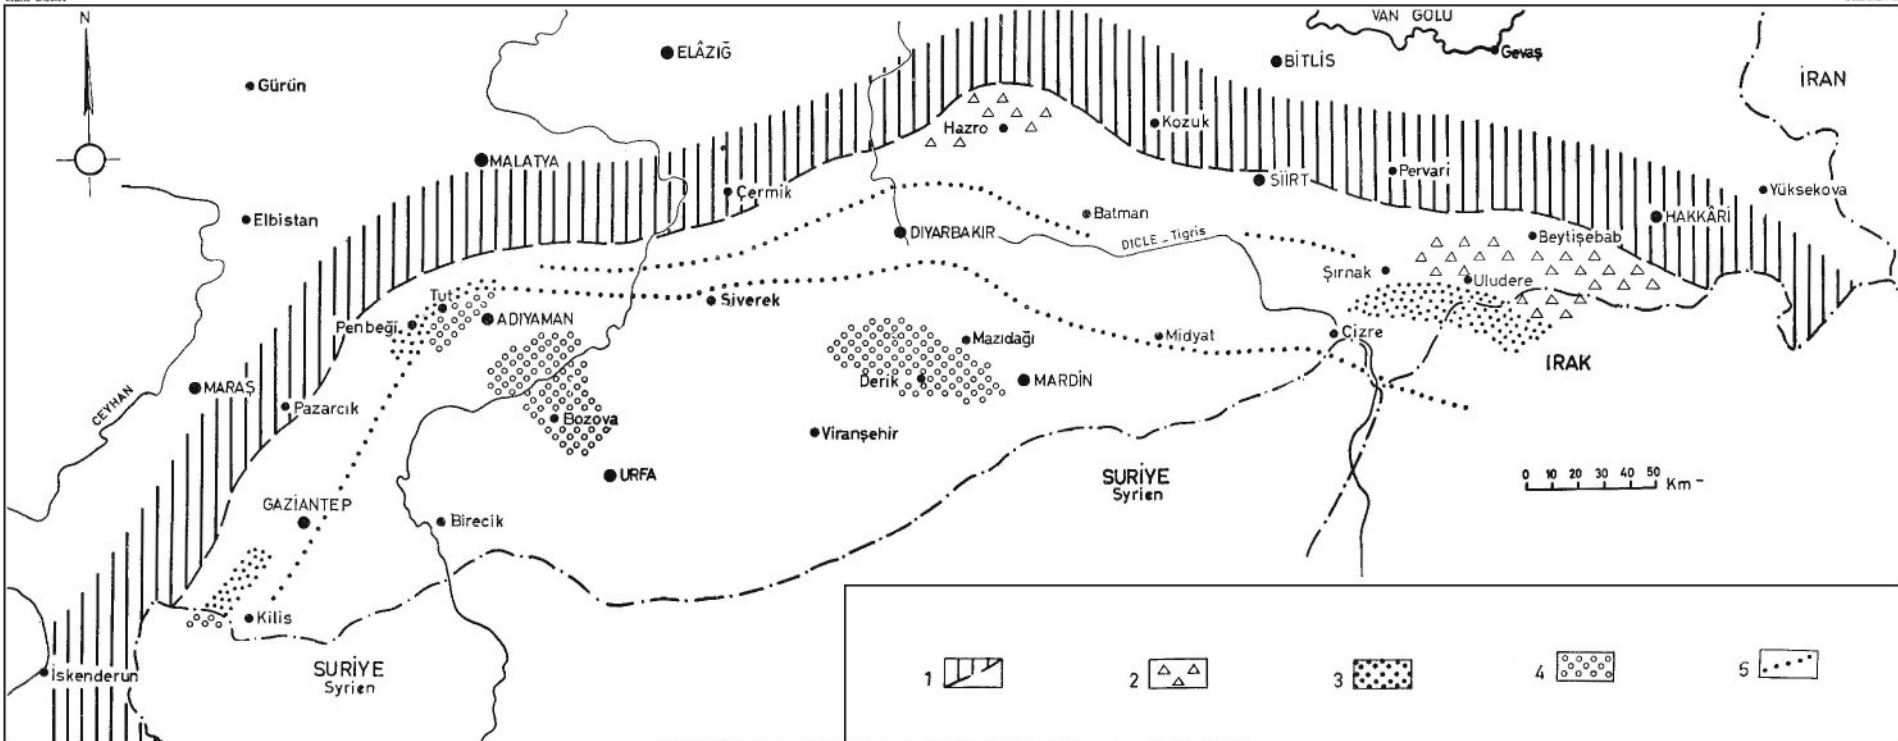 VAN GÖLÜ
N
ELÂZIĞ
BİTLİS
Gevaş
İRAN
Gürün
Hazro
Kozuk
MALATYA
Pervari
SİİRT
Çermik
Yüksekova
Elbistan
Batman
HAKKÂRİ
DIYARBAKIR
DICLE - Tigris
Beytişebab
Şırnak
Uludere
Tut
Siverek
ADIYAMAN
Penbeği
Mazıdağı
Midyat
Cizre
IRAK
Derik
MARDİN
MARAŞ
CEYHAN
Pazarcık
Bozova
Viranşehir
URFA
SURİYE
Syrien
0 10 20 30 40 50
Km
GAZİANTEP
Birecik
Kilis
SURİYE
Syrien
İskenderun
1
2
3
4
5